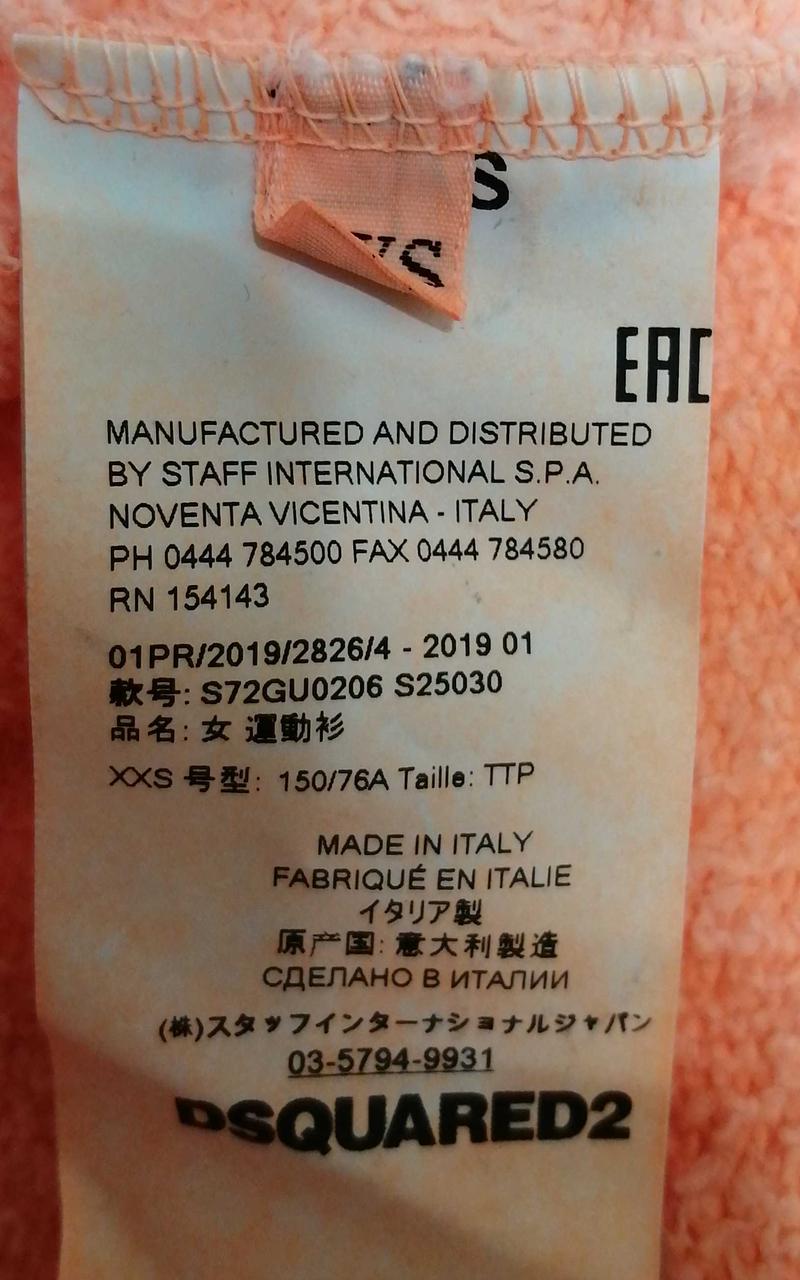 S
XS
EAC
MANUFACTURED AND DISTRIBUTED
BY STAFF INTERNATIONAL S.P.A.
NOVENTA VICENTINA - ITALY
PH 0444 784500 FAX 0444 784580
RN 154143
01PR/2019/2826/4 - 2019 01
款号: S72GU0206 S25030
品名: 女 運動衫
XXS 号型: 150/76A Taille: TTP
MADE IN ITALY
FABRIQUÉ EN ITALIE
イタリア製
原产国: 意大利製造
СДЕЛАНО В ИТАЛИИ
(株)スタッフインターナショナルジャパン
03-5794-9931
DSQUARED2